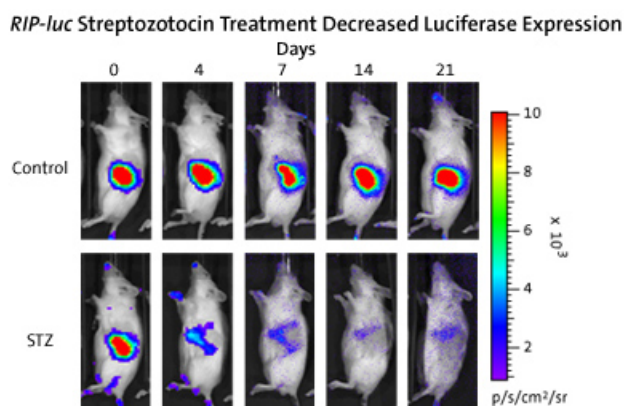 RIP-luc Streptozotocin Treatment Decreased Luciferase Expression
Days
0 4 7 14 21
Control
STZ
10
8
6
4
2
x 10³
p/s/cm²/sr